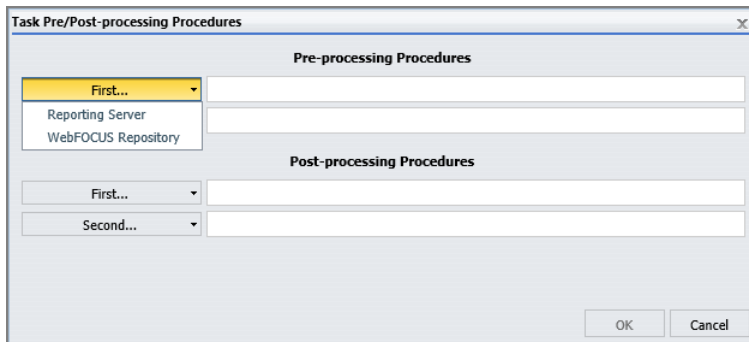 Task Pre/Post-processing Procedures
x
Pre-processing Procedures
First...
Reporting Server
WebFOCUS Repository
Post-processing Procedures
First...
Second...
OK Cancel